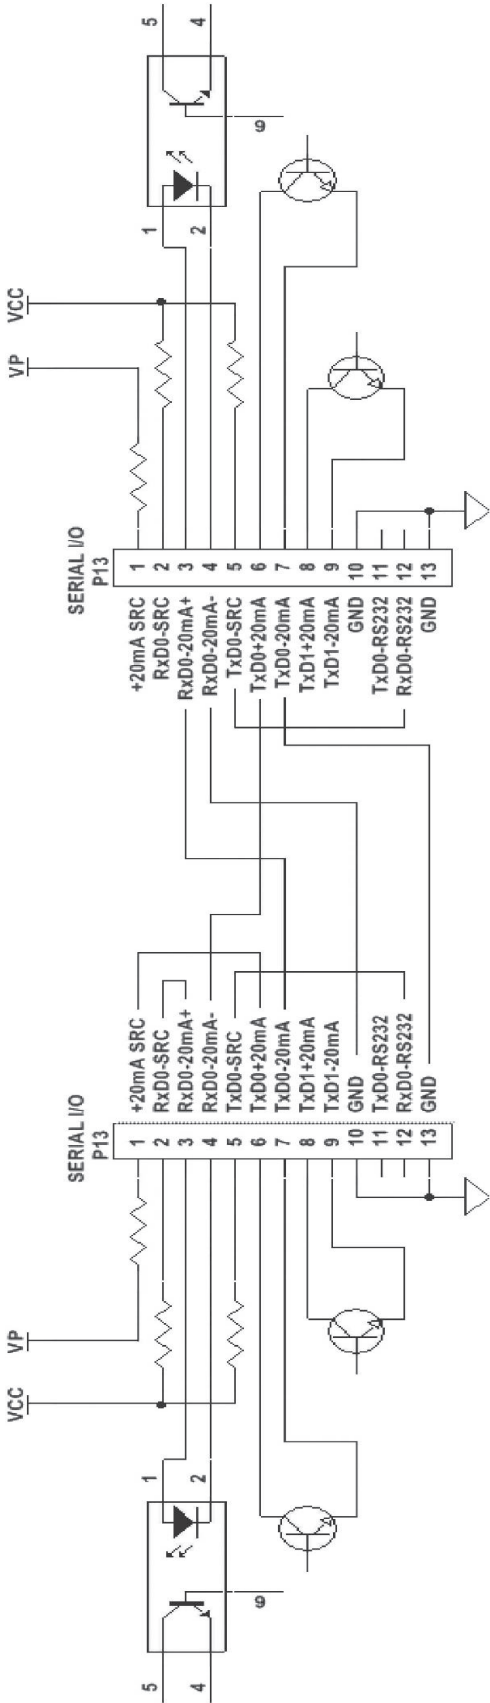 5
4
6
1
2
VCC
VP
SERIAL I/O
P13
1 +20mA SRC
2 RxD0-SRC
3 RxD0-20mA+
4 RxD0-20mA-
5 TxD0-SRC
6 TxD0+20mA
7 TxD0-20mA
8 TxD1+20mA
9 TxD1-20mA
10 GND
11 TxD0-RS232
12 RxD0-RS232
13 GND
SERIAL I/O
P13
+20mA SRC 1
RxD0-SRC 2
RxD0-20mA+ 3
RxD0-20mA- 4
TxD0-SRC 5
TxD0+20mA 6
TxD0-20mA 7
TxD1+20mA 8
TxD1-20mA 9
GND 10
TxD0-RS232 11
RxD0-RS232 12
GND 13
VP
VCC
1
2
5
4
6